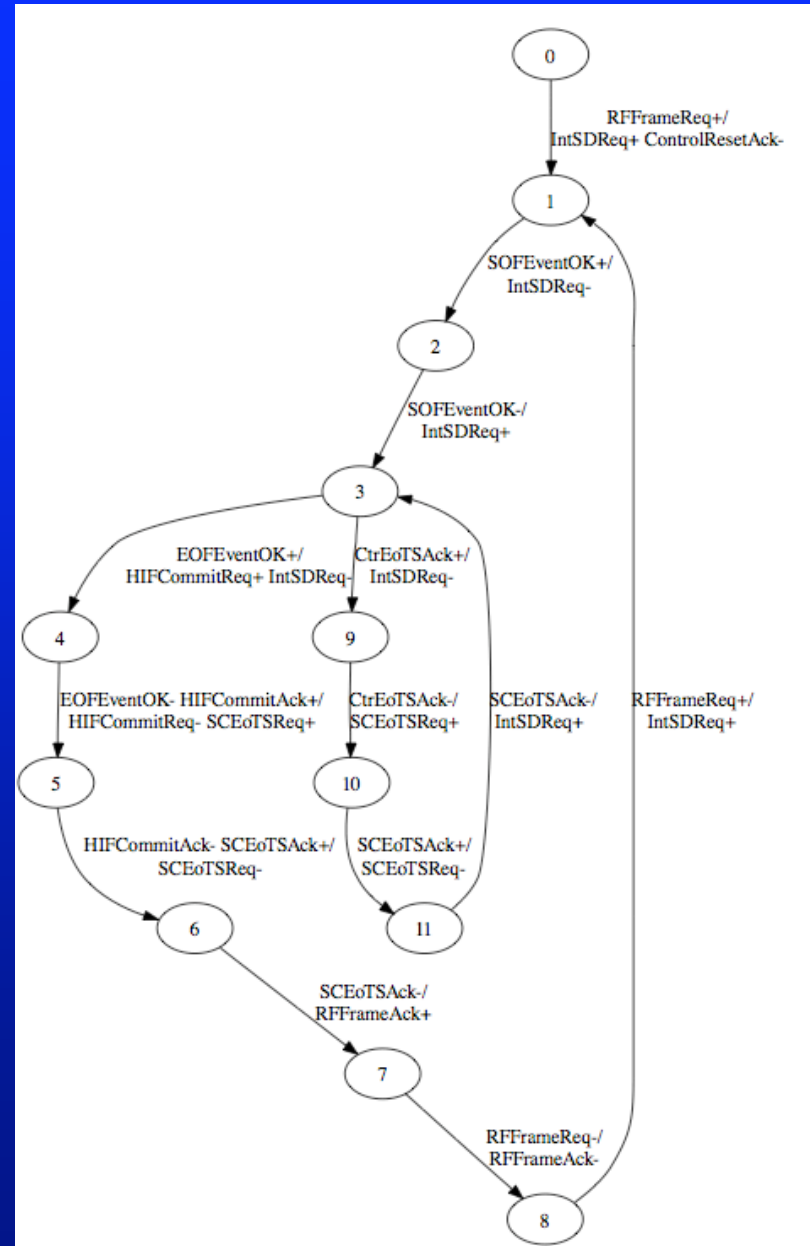 0
RFFrameReq+/
IntSDReq+ ControlResetAck-
1
SOFEventOK+/
IntSDReq-
2
SOFEventOK-/
IntSDReq+
3
EOFEventOK+/
HIFCommitReq+ IntSDReq-
CtrEoTSAck+/
IntSDReq-
4
9
EOFEventOK- HIFCommitAck+/
HIFCommitReq- SCEoTSReq+
CtrEoTSAck-/
SCEoTSReq+
SCEoTSAck-/
IntSDReq+
RFFrameReq+/
IntSDReq+
5
10
HIFCommitAck- SCEoTSAck+/
SCEoTSReq-
SCEoTSAck+/
SCEoTSReq-
6
11
SCEoTSAck-/
RFFrameAck+
7
RFFrameReq-/
RFFrameAck-
8